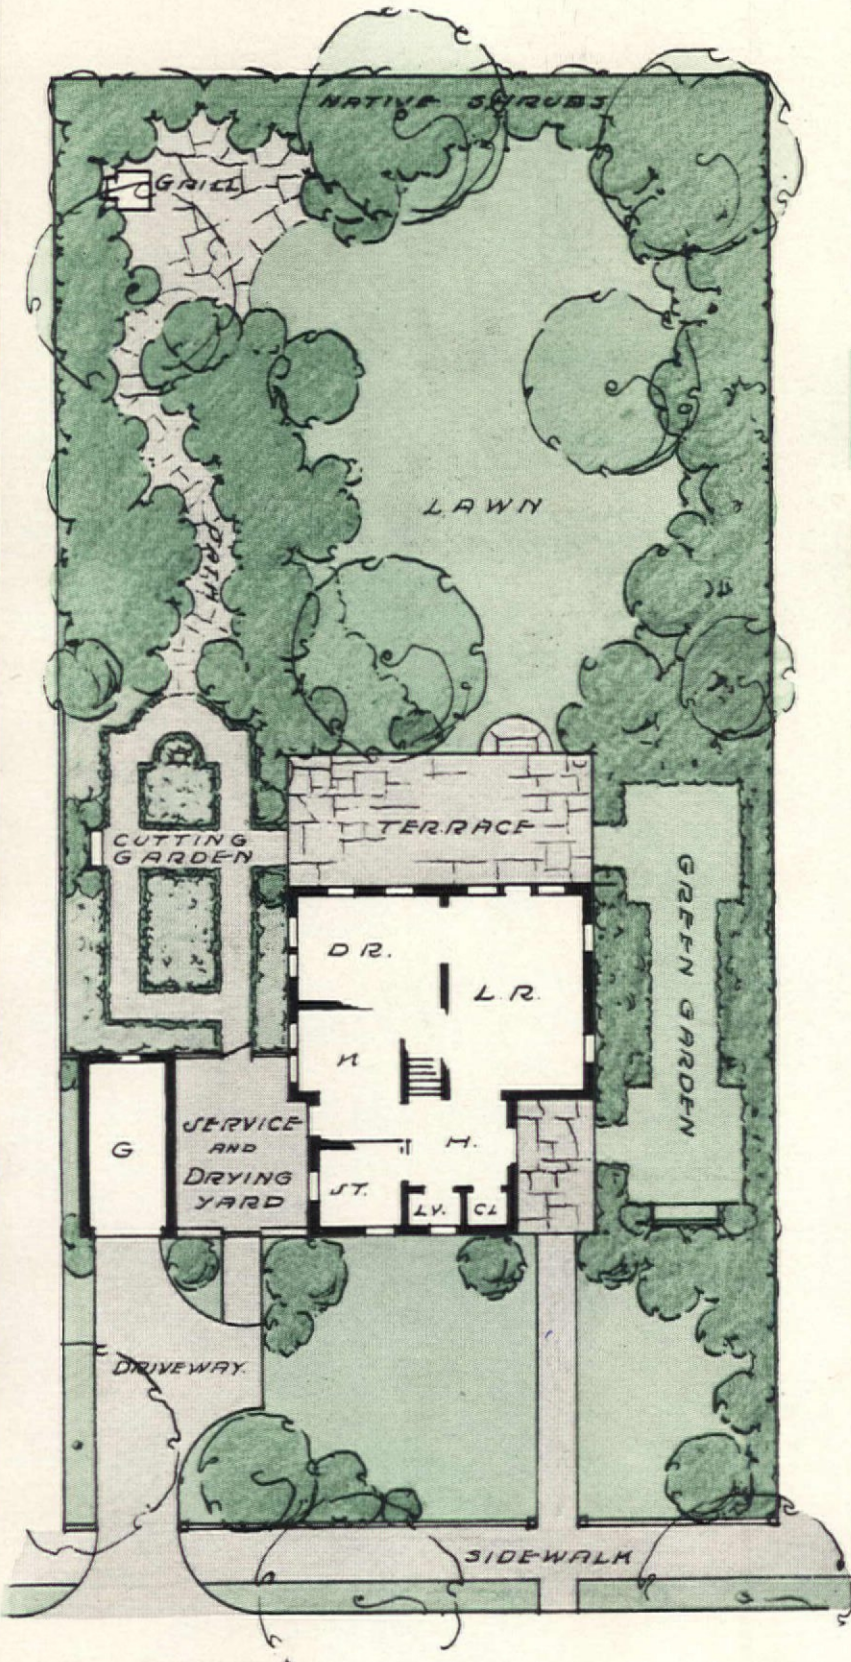 NATIVE SHRUBS
GRILL
LAWN
PATH
TERRACE
CUTTING
GARDEN
GREEN GARDEN
D R.
L.R.
K
SERVICE
AND
DRYING
YARD
G
H.
ST.
LV.
CL
DRIVEWAY.
SIDEWALK